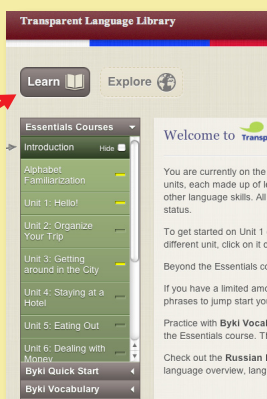 Transparent Language Library
Learn
Explore
Essentials Courses
Introduction Hide
Alphabet
Familiarization
Unit 1: Hello!
Unit 2: Organize
Your Trip
Unit 3: Getting
around in the City
Unit 4: Staying at a
Hotel
Unit 5: Eating Out
Unit 6: Dealing with
Money
Byki Quick Start
Byki Vocabulary
Welcome to Transp
You are currently on the
units, each made up of le
other language skills. All
status.
To get started on Unit 1
different unit, click on it o
Beyond the Essentials co
If you have a limited amo
phrases to jump start you
Practice with Byki Vocal
the Essentials course. Th
Check out the Russian
language overview, lang